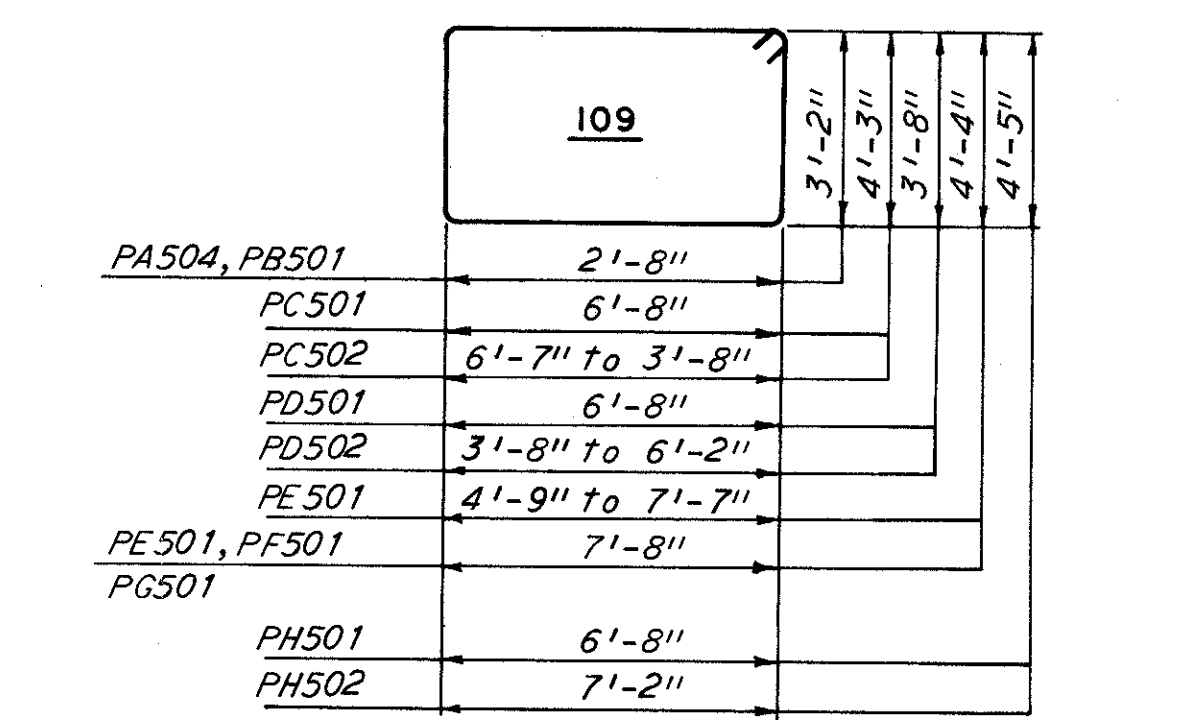 109
3'-2"
4'-3"
3'-8"
4'-4"
4'-5"
PA504, PB501 2'-8"
PC501 6'-8"
PC502 6'-7" to 3'-8"
PD501 6'-8"
PD502 3'-8" to 6'-2"
PE501 4'-9" to 7'-7"
PE501, PF501 7'-8"
PG501
PH501 6'-8"
PH502 7'-2"